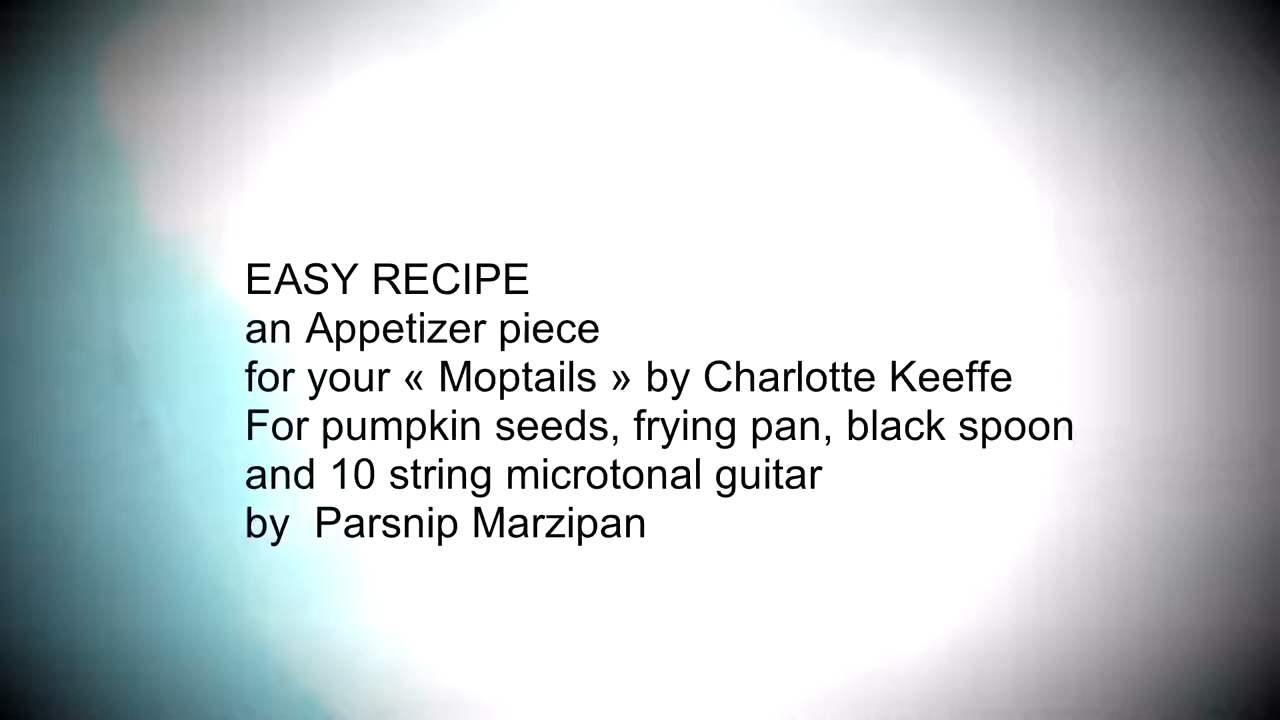 EASY RECIPE
an Appetizer piece
for your « Moptails » by Charlotte Keeffe
For pumpkin seeds, frying pan, black spoon
and 10 string microtonal guitar
by  Parsnip Marzipan